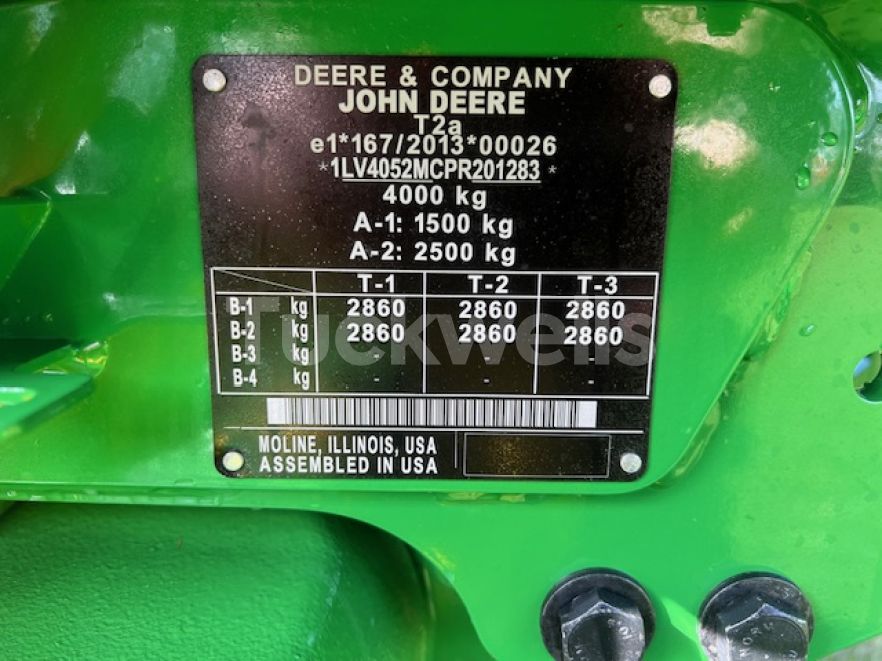 DEERE & COMPANY
JOHN DEERE
T2a
e1*167/2013*00026
*1LV4052MCPR201283*
4000 kg
A-1: 1500 kg
A-2: 2500 kg
T-1 T-2 T-3
B-1 kg 2860 2860 2860
B-2 kg 2860 2860 2860
B-3 kg - - -
B-4 kg - - -
Tuckwells
MOLINE, ILLINOIS, USA
ASSEMBLED IN USA